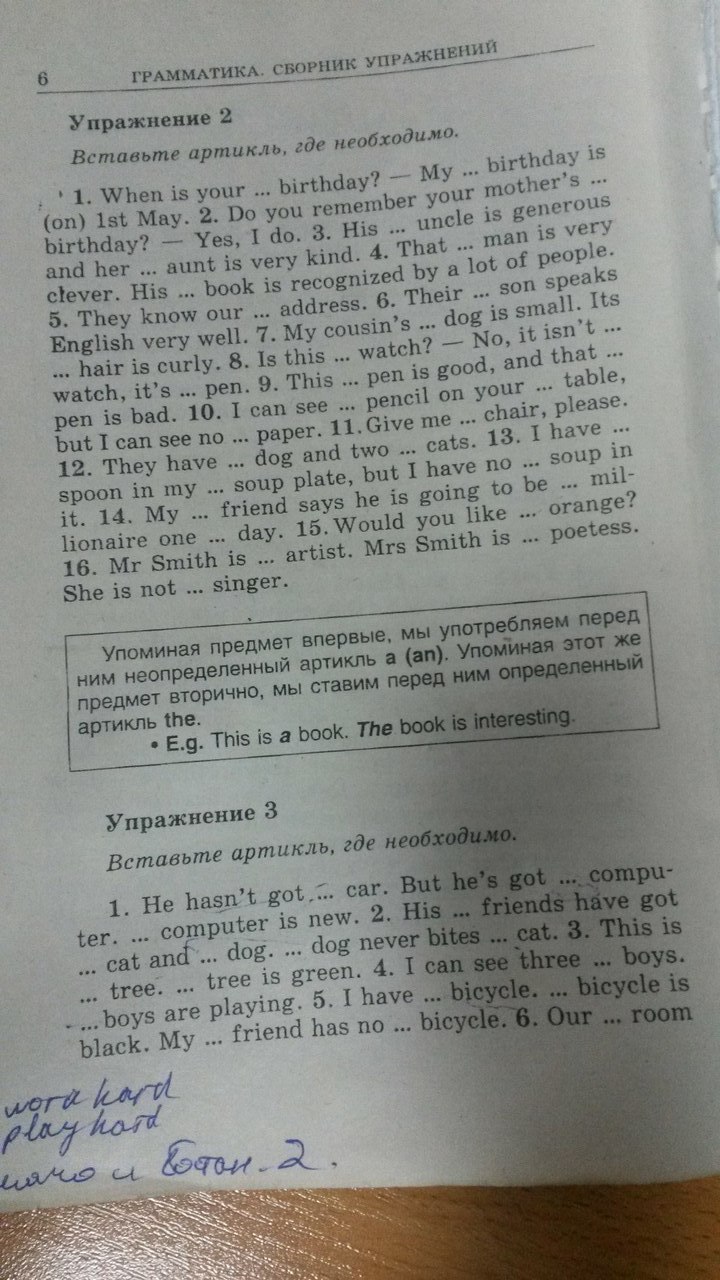 6
ГРАММАТИКА. СБОРНИК УПРАЖНЕНИЙ
Упражнение 2
Вставьте артикль, где необходимо.
1. When is your ... birthday? — My ... birthday is
(on) 1st May. 2. Do you remember your mother's ...
birthday? — Yes, I do. 3. His ... uncle is generous
and her ... aunt is very kind. 4. That ... man is very
clever. His ... book is recognized by a lot of people.
5. They know our ... address. 6. Their ... son speaks
English very well. 7. My cousin's ... dog is small. Its
... hair is curly. 8. Is this ... watch? — No, it isn't ...
watch, it's ... pen. 9. This ... pen is good, and that ...
pen is bad. 10. I can see ... pencil on your ... table,
but I can see no ... paper. 11. Give me ... chair, please.
12. They have ... dog and two ... cats. 13. I have ...
spoon in my ... soup plate, but I have no ... soup in
it. 14. My ... friend says he is going to be ... mil-
lionaire one ... day. 15. Would you like ... orange?
16. Mr Smith is ... artist. Mrs Smith is ... poetess.
She is not ... singer.
Упоминая предмет впервые, мы употребляем перед
ним неопределенный артикль a (an). Упоминая этот же
предмет вторично, мы ставим перед ним определенный
артикль the.
• E.g. This is a book. The book is interesting.
Упражнение 3
Вставьте артикль, где необходимо.
1. He hasn't got ... car. But he's got ... compu-
ter. ... computer is new. 2. His ... friends have got
... cat and ... dog. ... dog never bites ... cat. 3. This is
... tree. ... tree is green. 4. I can see three ... boys.
... boys are playing. 5. I have ... bicycle. ... bicycle is
black. My ... friend has no ... bicycle. 6. Our ... room
hard
play hard
и Ботан. 2.